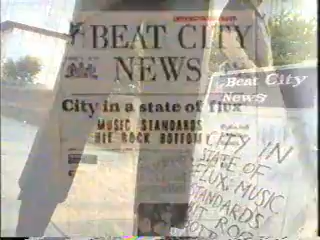 BEAT CITY
NEWS
City in a state of flux
MUSIC STANDARDS
HIT ROCK BOTTOM
Beat City
News
CITY IN
STATE OF
FLUX, MUSIC
STANDARDS
HIT ROCK